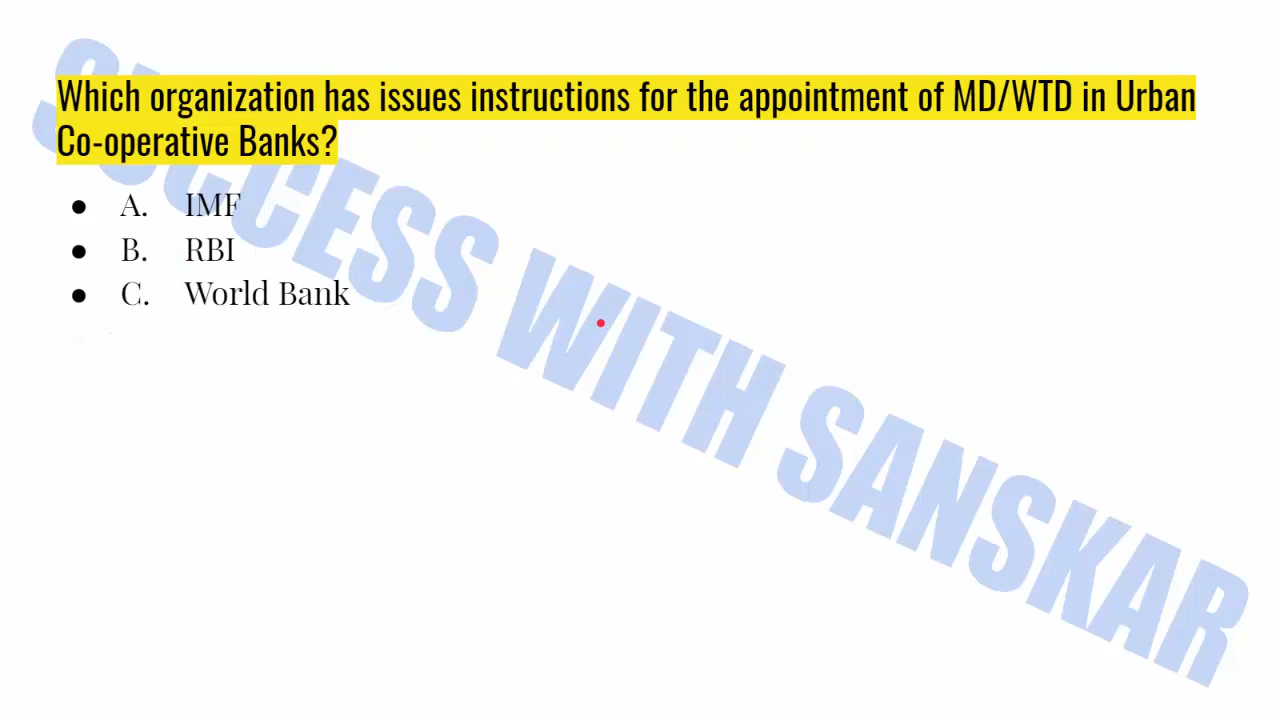 Which organization has issues instructions for the appointment of MD/WTD in Urban
Co-operative Banks?
● A. IMF
● B. RBI
● C. World Bank
SUCCESS WITH SANSKAR